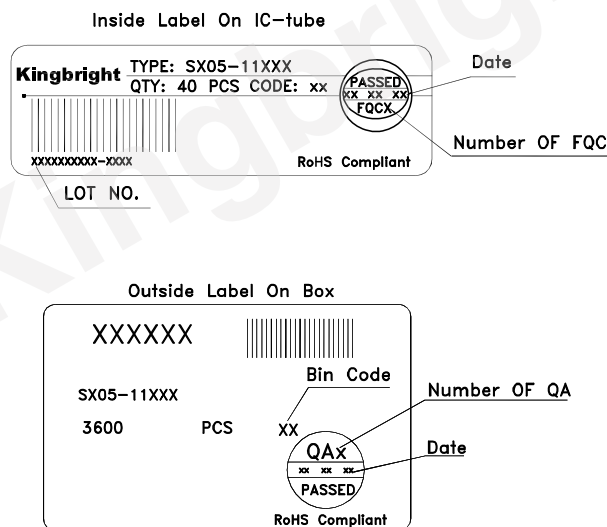 Inside Label On IC-tube
Kingbright
TYPE: SX05-11XXX
QTY: 40 PCS CODE: xx
PASSED
xx xx xx
FQCX
Date
Number OF FQC
xxxxxxxxxx-xxxx
RoHS Compliant
LOT NO.
Outside Label On Box
XXXXXX
SX05-11XXX
3600 PCS
Bin Code
XX
Number OF QA
QAx
xx xx xx
Date
PASSED
RoHS Compliant
Kingbright